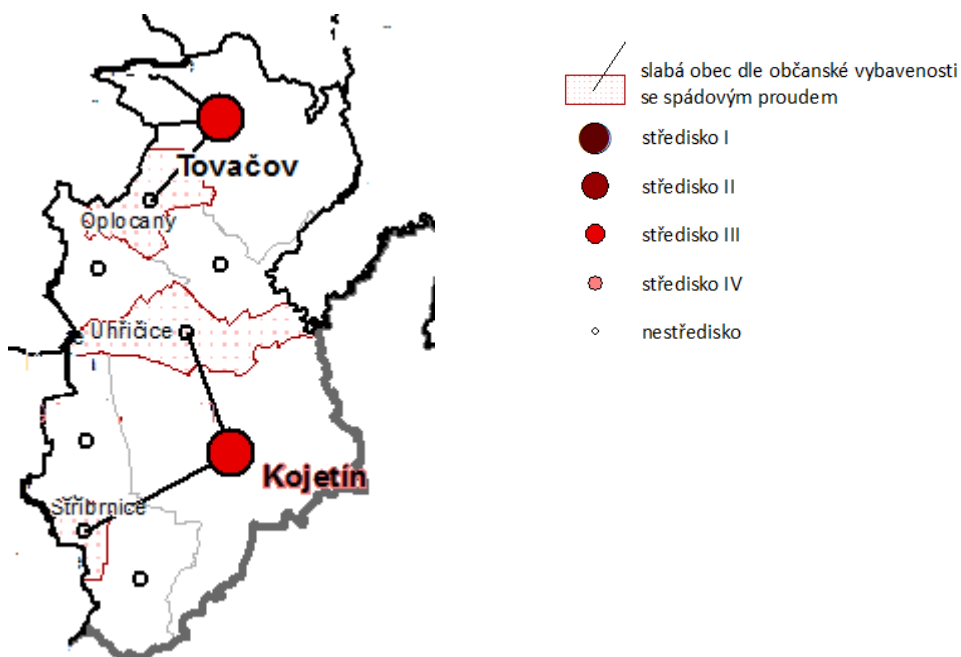 Tovačov
Oplocany
Uhřičice
Kojetín
Stříbrnice
slabá obec dle občanské vybavenosti
se spádovým proudem
středisko I
středisko II
středisko III
středisko IV
nestředisko